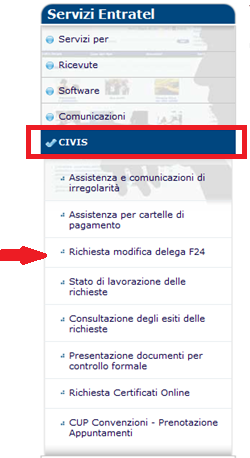 Servizi Entratel
Servizi per
Ricevute
Software
Comunicazioni
CIVIS
Assistenza e comunicazioni di
irregolarità
Assistenza per cartelle di
pagamento
Richiesta modifica delega F24
Stato di lavorazione delle
richieste
Consultazione degli esiti delle
richieste
Presentazione documenti per
controllo formale
Richiesta Certificati Online
CUP Convenzioni - Prenotazione
Appuntamenti